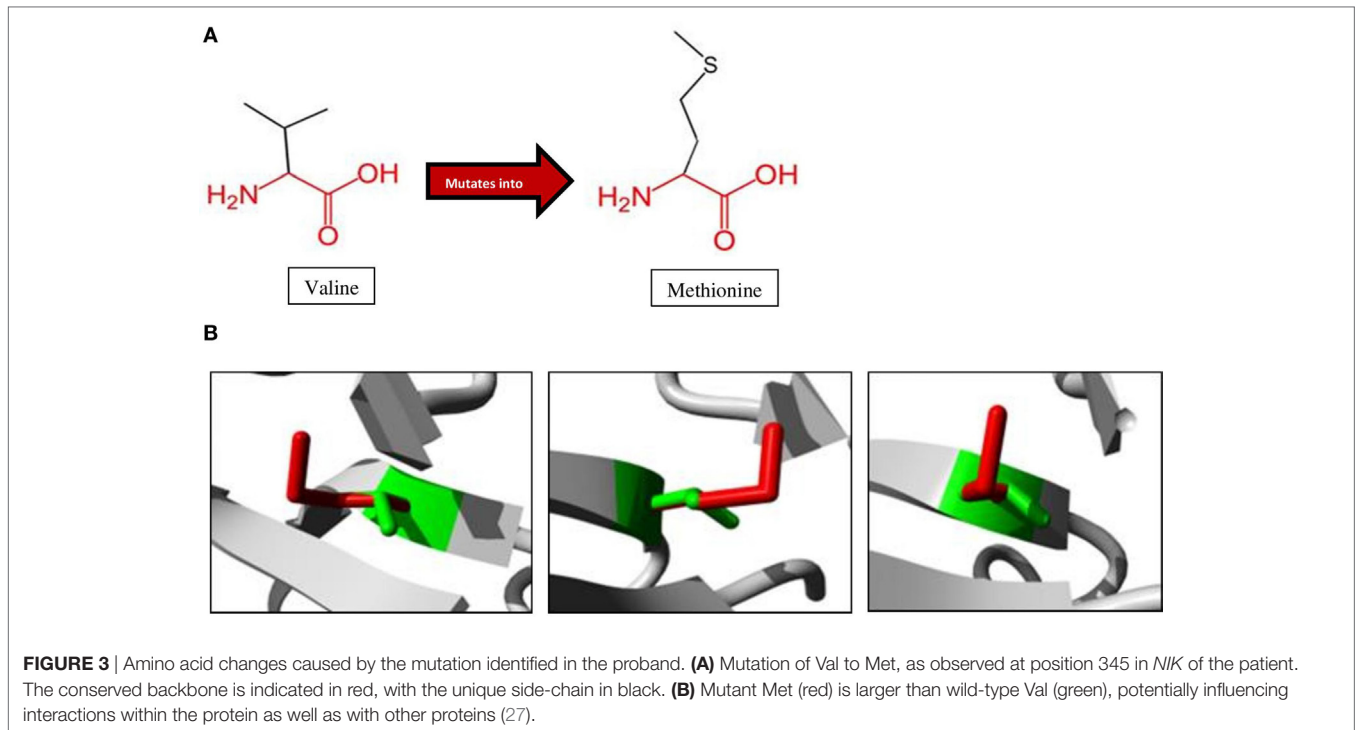 A
S
H₂N
OH
O
Mutates into
H₂N
OH
O
Valine
Methionine
B
FIGURE 3 | Amino acid changes caused by the mutation identified in the proband. (A) Mutation of Val to Met, as observed at position 345 in NIK of the patient.
The conserved backbone is indicated in red, with the unique side-chain in black. (B) Mutant Met (red) is larger than wild-type Val (green), potentially influencing
interactions within the protein as well as with other proteins (27).